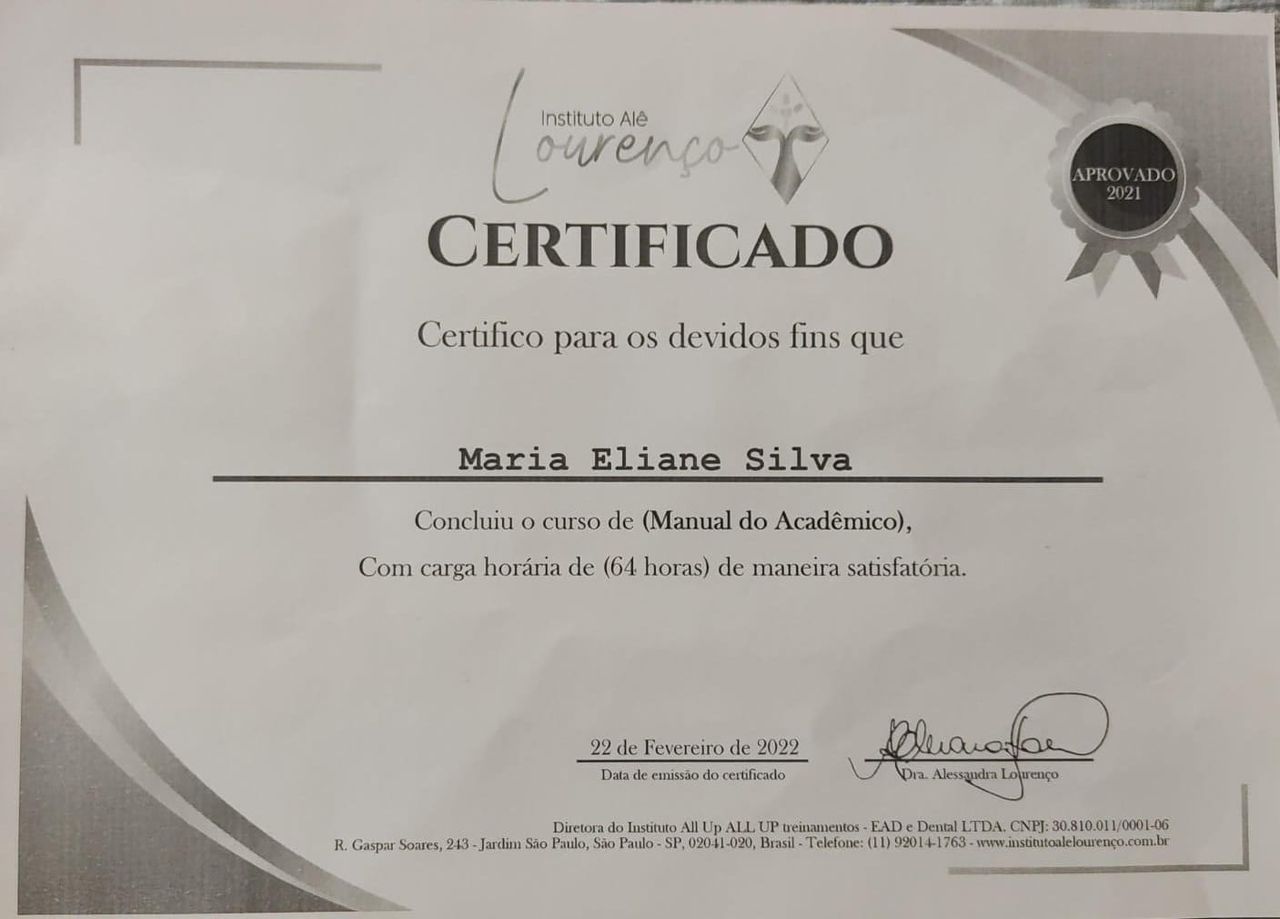 Instituto Alê
Lourenço
APROVADO
2021
CERTIFICADO
Certifico para os devidos fins que
Maria Eliane Silva
Concluiu o curso de (Manual do Acadêmico),
Com carga horária de (64 horas) de maneira satisfatória.
22 de Fevereiro de 2022
Data de emissão do certificado
Dra. Alessandra Lourenço
Diretora do Instituto All Up ALL UP treinamentos - EAD e Dental LTDA. CNPJ: 30.810.011/0001-06
R. Gaspar Soares, 243 - Jardim São Paulo, São Paulo - SP, 02041-020, Brasil - Telefone: (11) 92014-1763 - www.institutoalelourenço.com.br